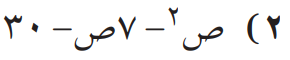 ٢) ص٢ – ٧ص – ٣٠